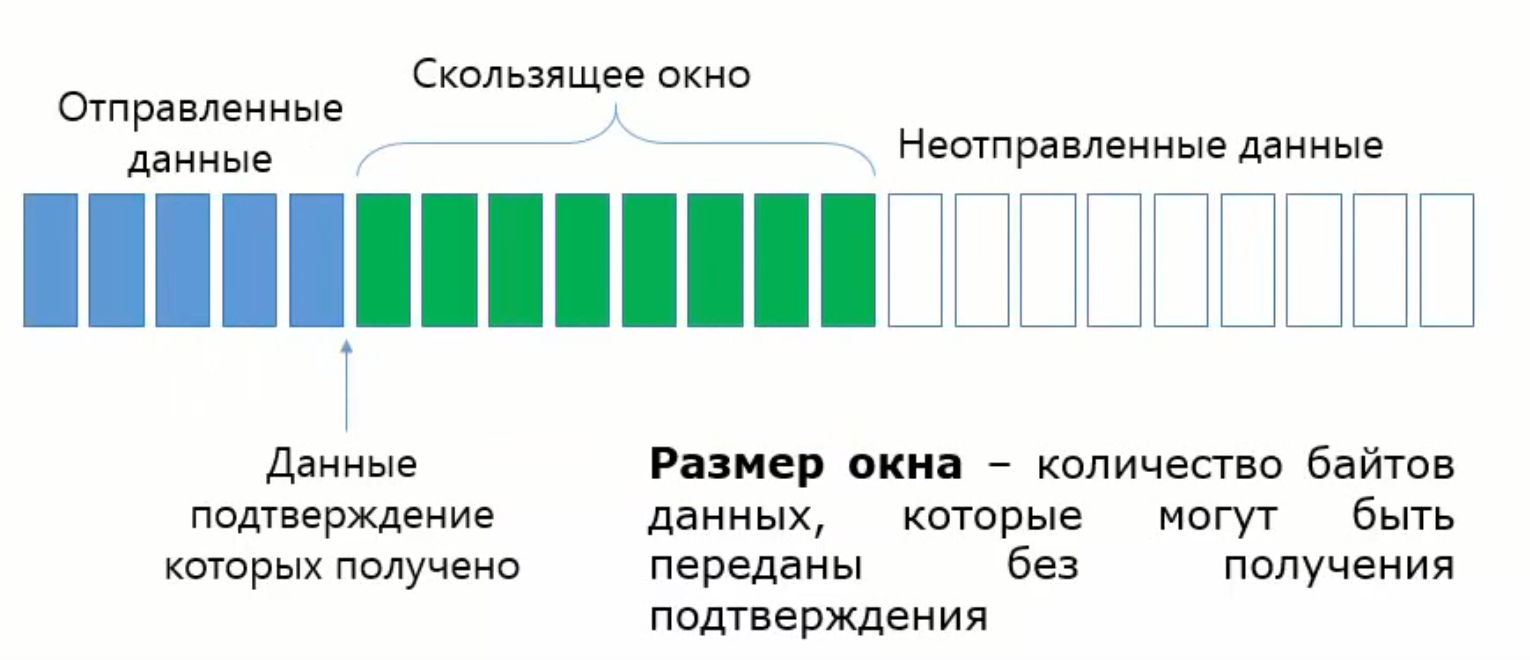 Скользящее окно
Отправленные
данные
Неотправленные данные
Данные
подтверждение
которых получено
Размер окна – количество байтов
данных, которые могут быть
переданы без получения
подтверждения